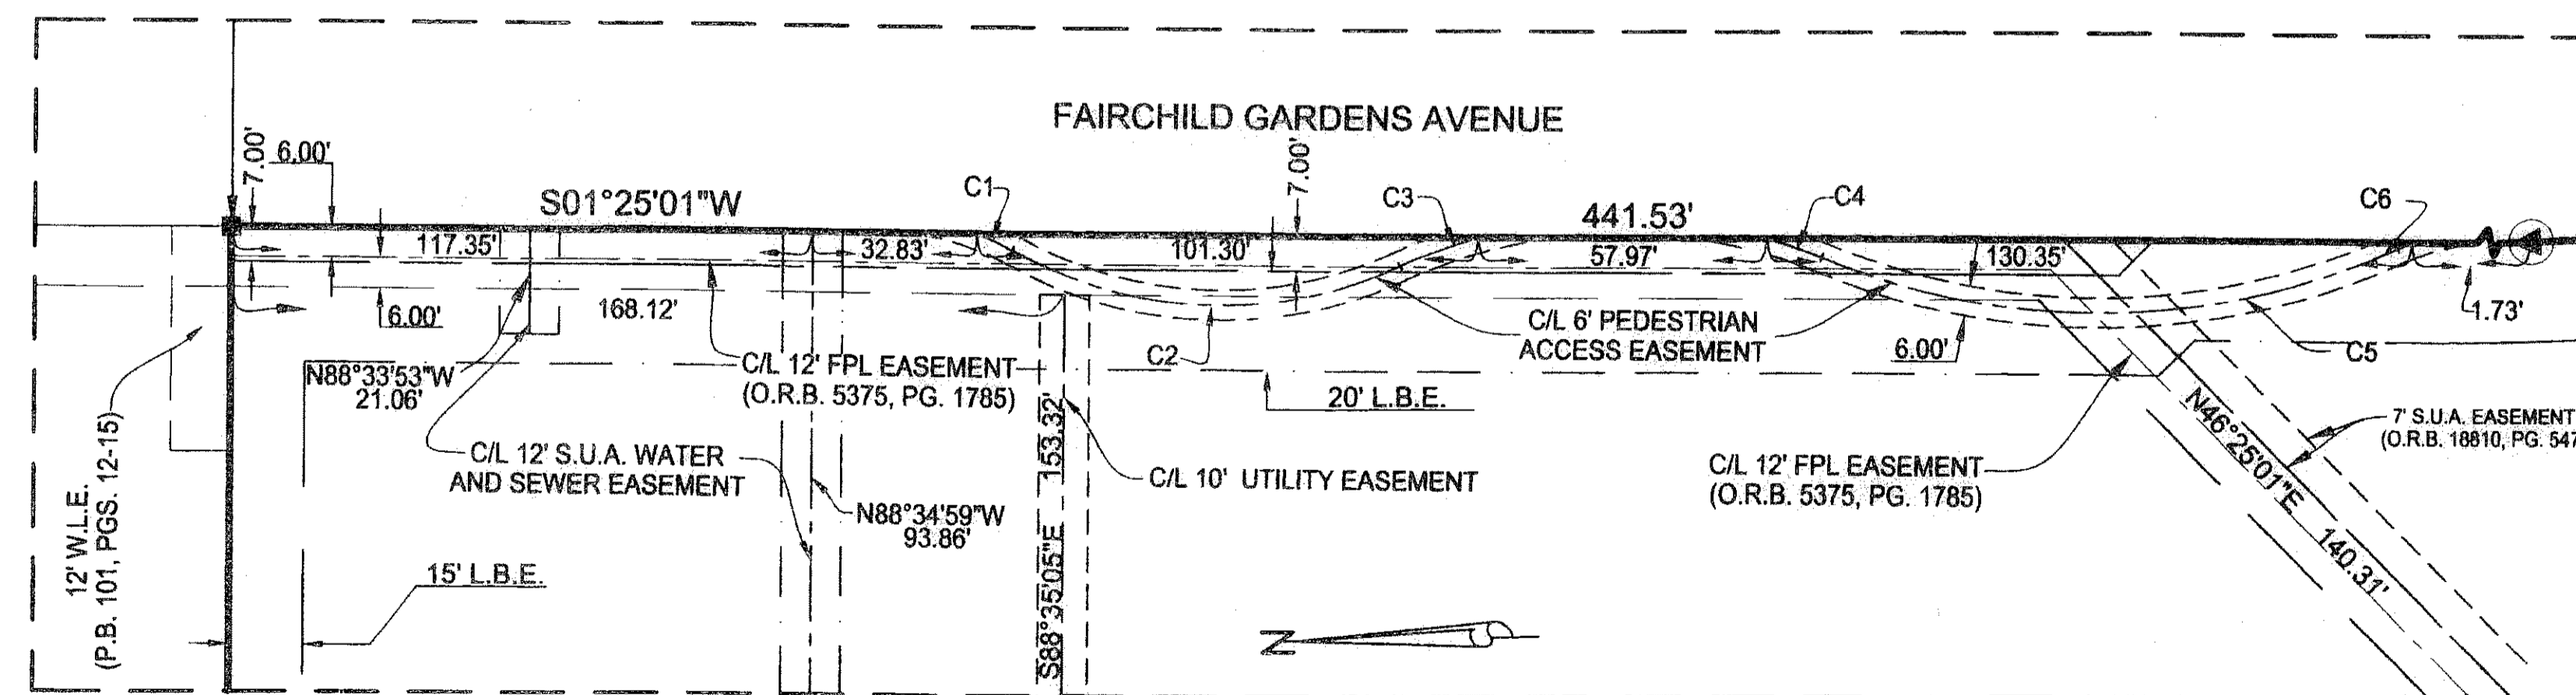 FAIRCHILD GARDENS AVENUE
7.00'
6.00'
S01°25'01"W
C1
7.00'
C3
441.53'
C4
C6
117.35'
32.83'
101.30'
57.97'
130.35'
6.00'
168.12'
1.73'
C/L 6' PEDESTRIAN
ACCESS EASEMENT
6.00'
C2
C5
N88°33'53"W
21.06'
C/L 12' FPL EASEMENT
(O.R.B. 5375, PG. 1785)
20' L.B.E.
12' W.L.E.
(P.B. 101, PGS. 12-15)
C/L 12' S.U.A. WATER
AND SEWER EASEMENT
S88°35'05"E 153.32'
C/L 10' UTILITY EASEMENT
C/L 12' FPL EASEMENT
(O.R.B. 5375, PG. 1785)
N46°25'01"E 140.31'
7' S.U.A. EASEMENT
(O.R.B. 18810, PG. 547
N88°34'59"W
93.86'
15' L.B.E.
N